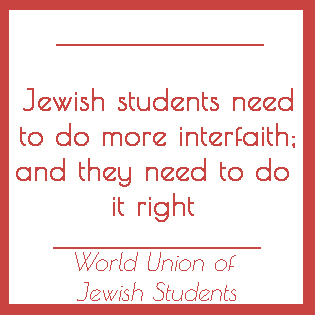 Jewish students need
to do more interfaith;
and they need to do
it right
World Union of
Jewish Students